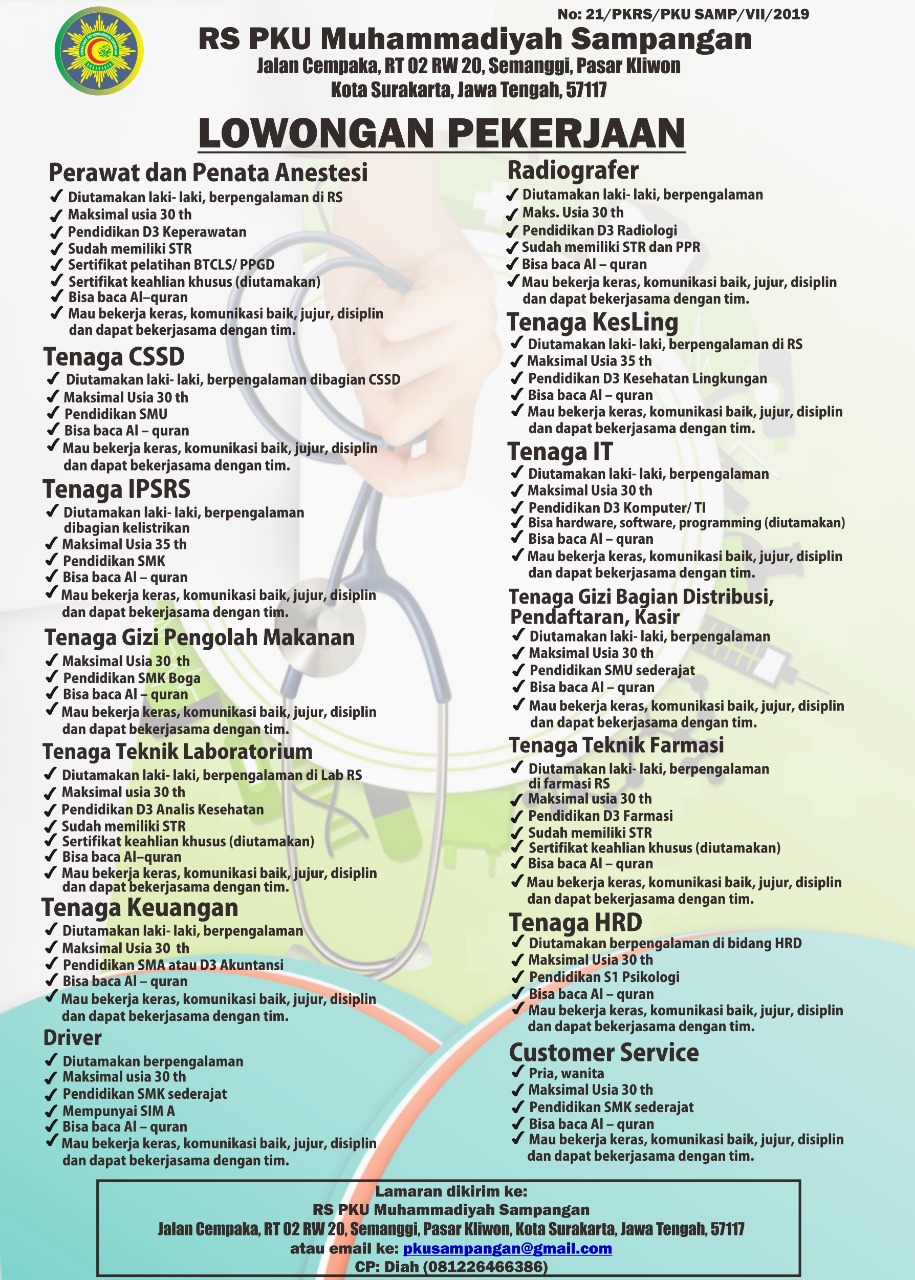 No: 21/PKRS/PKU SAMP/VII/2019
RS PKU Muhammadiyah Sampangan
Jalan Cempaka, RT 02 RW 20, Semanggi, Pasar Kliwon
Kota Surakarta, Jawa Tengah, 57117
LOWONGAN PEKERJAAN
Perawat dan Penata Anestesi
✓ Diutamakan laki- laki, berpengalaman di RS
✓ Maksimal usia 30 th
✓ Pendidikan D3 Keperawatan
✓ Sudah memiliki STR
✓ Sertifikat pelatihan BTCLS/ PPGD
✓ Sertifikat keahlian khusus (diutamakan)
✓ Bisa baca Al–quran
✓ Mau bekerja keras, komunikasi baik, jujur, disiplin
dan dapat bekerjasama dengan tim.
Tenaga CSSD
✓ Diutamakan laki- laki, berpengalaman dibagian CSSD
✓ Maksimal Usia 30 th
✓ Pendidikan SMU
✓ Bisa baca Al – quran
✓ Mau bekerja keras, komunikasi baik, jujur, disiplin
dan dapat bekerjasama dengan tim.
Tenaga IPSRS
✓ Diutamakan laki- laki, berpengalaman
dibagian kelistrikan
✓ Maksimal Usia 35 th
✓ Pendidikan SMK
✓ Bisa baca Al – quran
✓ Mau bekerja keras, komunikasi baik, jujur, disiplin
dan dapat bekerjasama dengan tim.
Tenaga Gizi Pengolah Makanan
✓ Maksimal Usia 30 th
✓ Pendidikan SMK Boga
✓ Bisa baca Al – quran
✓ Mau bekerja keras, komunikasi baik, jujur, disiplin
dan dapat bekerjasama dengan tim.
Tenaga Teknik Laboratorium
✓ Diutamakan laki- laki, berpengalaman di Lab RS
✓ Maksimal usia 30 th
✓ Pendidikan D3 Analis Kesehatan
✓ Sudah memiliki STR
✓ Sertifikat keahlian khusus (diutamakan)
✓ Bisa baca Al–quran
✓ Mau bekerja keras, komunikasi baik, jujur, disiplin
dan dapat bekerjasama dengan tim.
Tenaga Keuangan
✓ Diutamakan laki- laki, berpengalaman
✓ Maksimal Usia 30 th
✓ Pendidikan SMA atau D3 Akuntansi
✓ Bisa baca Al – quran
✓ Mau bekerja keras, komunikasi baik, jujur, disiplin
dan dapat bekerjasama dengan tim.
Driver
✓ Diutamakan berpengalaman
✓ Maksimal usia 30 th
✓ Pendidikan SMK sederajat
✓ Mempunyai SIM A
✓ Bisa baca Al – quran
✓ Mau bekerja keras, komunikasi baik, jujur, disiplin
dan dapat bekerjasama dengan tim.
Radiografer
✓ Diutamakan laki- laki, berpengalaman
✓ Maks. Usia 30 th
✓ Pendidikan D3 Radiologi
✓ Sudah memiliki STR dan PPR
✓ Bisa baca Al – quran
✓ Mau bekerja keras, komunikasi baik, jujur, disiplin
dan dapat bekerjasama dengan tim.
Tenaga KesLing
✓ Diutamakan laki- laki, berpengalaman di RS
✓ Maksimal Usia 35 th
✓ Pendidikan D3 Kesehatan Lingkungan
✓ Bisa baca Al – quran
✓ Mau bekerja keras, komunikasi baik, jujur, disiplin
dan dapat bekerjasama dengan tim.
Tenaga IT
✓ Diutamakan laki- laki, berpengalaman
✓ Maksimal Usia 30 th
✓ Pendidikan D3 Komputer/ TI
✓ Bisa hardware, software, programming (diutamakan)
✓ Bisa baca Al – quran
✓ Mau bekerja keras, komunikasi baik, jujur, disiplin
dan dapat bekerjasama dengan tim.
Tenaga Gizi Bagian Distribusi,
Pendaftaran, Kasir
✓ Diutamakan laki- laki, berpengalaman
✓ Maksimal Usia 30 th
✓ Pendidikan SMU sederajat
✓ Bisa baca Al – quran
✓ Mau bekerja keras, komunikasi baik, jujur, disiplin
dan dapat bekerjasama dengan tim.
Tenaga Teknik Farmasi
✓ Diutamakan laki- laki, berpengalaman
di farmasi RS
✓ Maksimal usia 30 th
✓ Pendidikan D3 Farmasi
✓ Sudah memiliki STR
✓ Sertifikat keahlian khusus (diutamakan)
✓ Bisa baca Al – quran
✓ Mau bekerja keras, komunikasi baik, jujur, disiplin
dan dapat bekerjasama dengan tim.
Tenaga HRD
✓ Diutamakan berpengalaman di bidang HRD
✓ Maksimal Usia 30 th
✓ Pendidikan S1 Psikologi
✓ Bisa baca Al – quran
✓ Mau bekerja keras, komunikasi baik, jujur, disiplin
dan dapat bekerjasama dengan tim.
Customer Service
✓ Pria, wanita
✓ Maksimal Usia 30 th
✓ Pendidikan SMK sederajat
✓ Bisa baca Al – quran
✓ Mau bekerja keras, komunikasi baik, jujur, disiplin
dan dapat bekerjasama dengan tim.
Lamaran dikirim ke:
RS PKU Muhammadiyah Sampangan
Jalan Cempaka, RT 02 RW 20, Semanggi, Pasar Kliwon, Kota Surakarta, Jawa Tengah, 57117
atau email ke: pkusampangan@gmail.com
CP: Diah (081226466386)